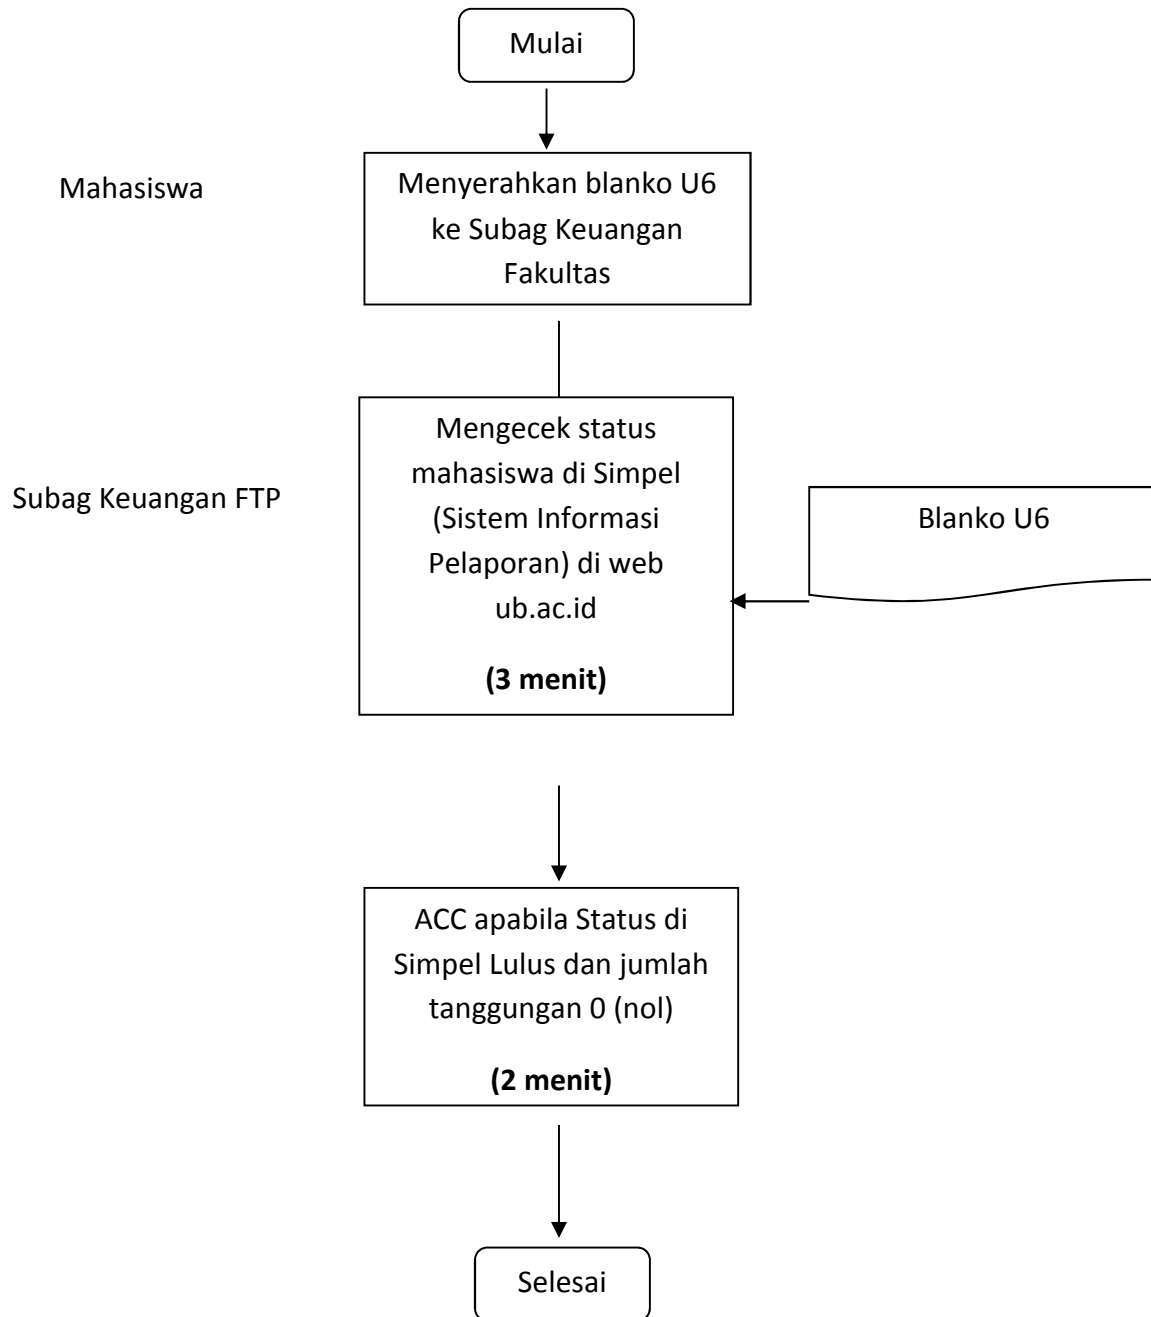 Mulai
Mahasiswa
Menyerahkan blanko U6
ke Subag Keuangan
Fakultas
Subag Keuangan FTP
Mengecek status
mahasiswa di Simpel
(Sistem Informasi
Pelaporan) di web
ub.ac.id
(3 menit)
Blanko U6
ACC apabila Status di
Simpel Lulus dan jumlah
tanggungan 0 (nol)
(2 menit)
Selesai